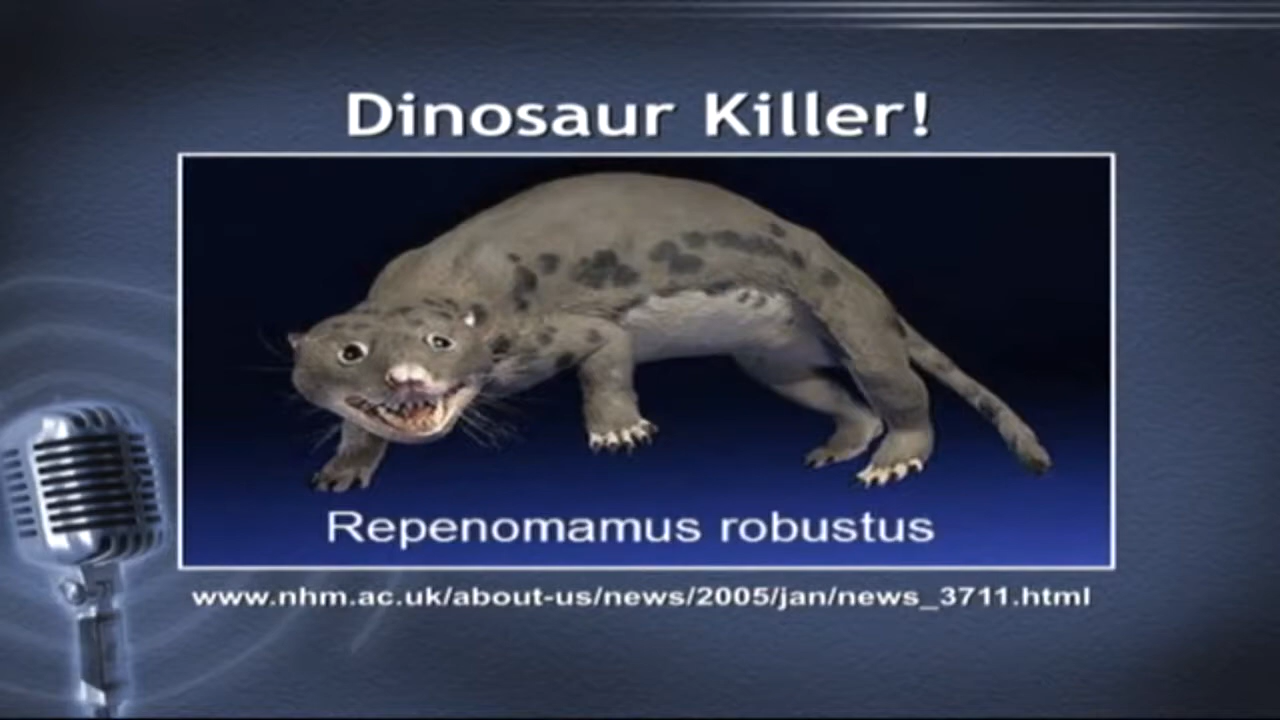 Dinosaur Killer!
Repenomamus robustus
www.nhm.ac.uk/about-us/news/2005/jan/news_3711.html